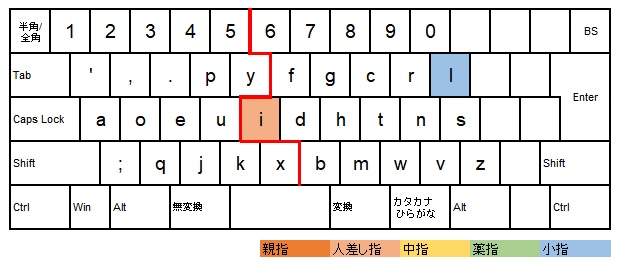 半角/
全角 1 2 3 4 5 6 7 8 9 0 BS
Tab ' , . p y f g c r l
Enter
Caps Lock a o e u i d h t n s
Shift ; q j k x b m w v z Shift
Ctrl Win Alt 無変換 変換 カタカナ
ひらがな Alt Ctrl
親指 人差し指 中指 薬指 小指